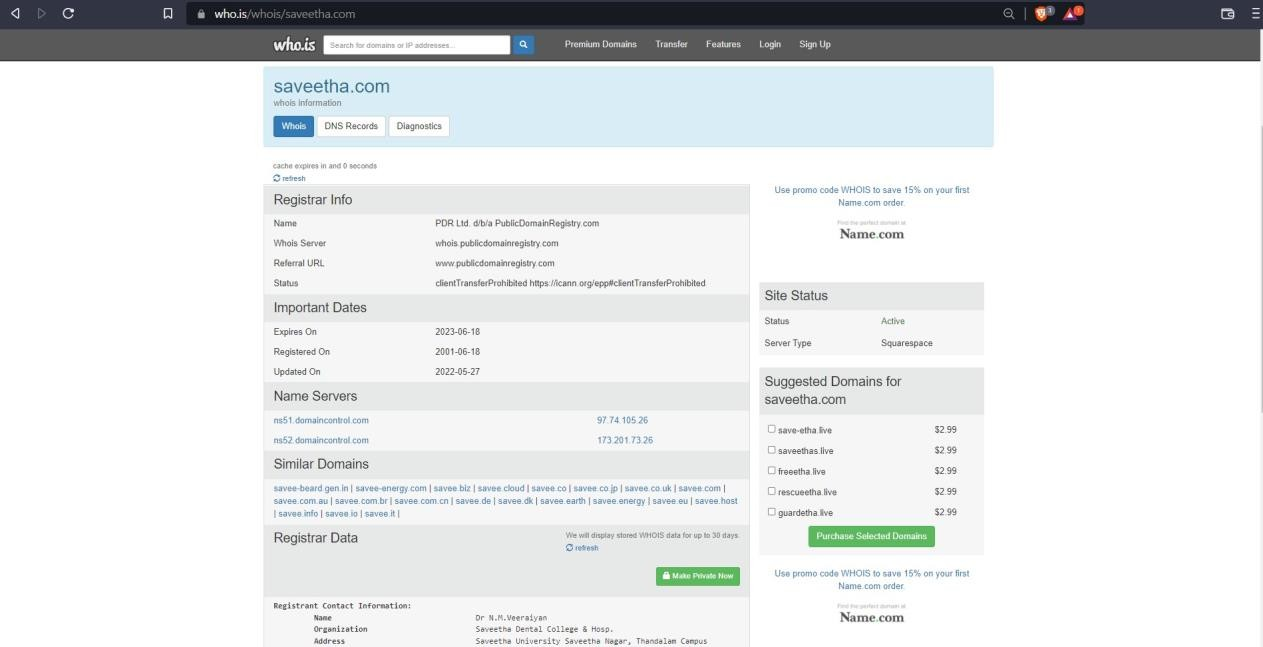 who.is/whois/saveetha.com
3
1
who.is
Search for domains or IP addresses...
Premium Domains Transfer Features Login Sign Up
saveetha.com
whois information
Whois DNS Records Diagnostics
cache expires in and 0 seconds
refresh
Registrar Info
Name PDR Ltd. d/b/a PublicDomainRegistry.com
Whois Server whois.publicdomainregistry.com
Referral URL www.publicdomainregistry.com
Status clientTransferProhibited https://icann.org/epp#clientTransferProhibited
Important Dates
Expires On 2023-06-18
Registered On 2001-06-18
Updated On 2022-05-27
Name Servers
ns51.domaincontrol.com 97.74.105.26
ns52.domaincontrol.com 173.201.73.26
Similar Domains
savee-beard.gen.in | savee-energy.com | savee.biz | savee.cloud | savee.co | savee.co.jp | savee.co.uk | savee.com |
savee.com.au | savee.com.br | savee.com.cn | savee.de | savee.dk | savee.earth | savee.energy | savee.eu | savee.host
| savee.info | savee.io | savee.it |
Registrar Data
We will display stored WHOIS data for up to 30 days.
refresh
Make Private Now
Registrant Contact Information:
Name Dr N.M.Veeraiyan
Organization Saveetha Dental College & Hosp.
Address Saveetha University Saveetha Nagar, Thandalam Campus
Use promo code WHOIS to save 15% on your first
Name.com order.
Find the perfect domain at
Name.com
Site Status
Status Active
Server Type Squarespace
Suggested Domains for
saveetha.com
save-etha.live $2.99
saveethas.live $2.99
freeetha.live $2.99
rescueetha.live $2.99
guardetha.live $2.99
Purchase Selected Domains
Use promo code WHOIS to save 15% on your first
Name.com order.
Find the perfect domain at
Name.com